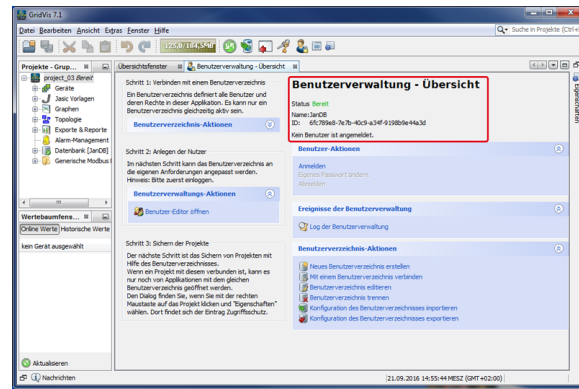 GridVis 7.1
Datei Bearbeiten Ansicht Extras Fenster Hilfe
Suche in Projekte (Ctrl+I
125,0/184,5MB
Projekte - Grup...
Übersichtsfenster
Benutzerverwaltung - Übersicht
project_03 Bereit
Geräte
Jasic Vorlagen
Graphen
Topologie
Exporte & Reporte
Alarm-Management
Datenbank [JanDB]
Generische Modbus
Wertebaumfens...
Online Werte Historische Werte
kein Gerät ausgewählt
Aktualisieren
Nachrichten
Schritt 1: Verbinden mit einem Benutzerverzeichnis
Ein Benutzerverzeichnis definiert alle Benutzer und
deren Rechte in dieser Applikation. Es kann nur ein
Benutzerverzeichnis gleichzeitig aktiv sein.
Benutzerverzeichnis-Aktionen
Schritt 2: Anlegen der Nutzer
Im nächsten Schritt kann das Benutzerverzeichnis an
die eigenen Anforderungen angepasst werden.
Hinweis: Bitte zuerst einloggen.
Benutzerverwaltungs-Aktionen
Benutzer-Editor öffnen
Schritt 3: Sichern der Projekte
Der nächste Schritt ist das Sichern von Projekten mit
Hilfe des Benutzerverzeichnisses.
Wenn ein Projekt mit diesem verbunden ist, kann es
nur noch von Applikationen mit dem gleichen
Benutzerverzeichnis geöffnet werden.
Den Dialog finden Sie, wenn Sie mit der rechten
Maustaste auf das Projekt klicken und "Eigenschaften"
wählen. Dort findet sich der Eintrag Zugriffsschutz.
Benutzerverwaltung - Übersicht
Status Bereit
Name: JanDB
ID: 6fc789e8-7e7b-40c9-a34f-9198b9e44a3d
Kein Benutzer ist angemeldet.
Benutzer-Aktionen
Anmelden
Eigenes Passwort ändern
Abmelden
Ereignisse der Benutzerverwaltung
Log der Benutzerverwaltung
Benutzerverzeichnis-Aktionen
Neues Benutzerverzeichnis erstellen
Mit einem Benutzerverzeichnis verbinden
Benutzerverzeichnis editieren
Benutzerverzeichnis trennen
Konfiguration des Benutzerverzeichnisses importieren
Konfiguration des Benutzerverzeichnisses exportieren
Eigenschaften
21.09.2016 14:55:44 MESZ (GMT+02:00)